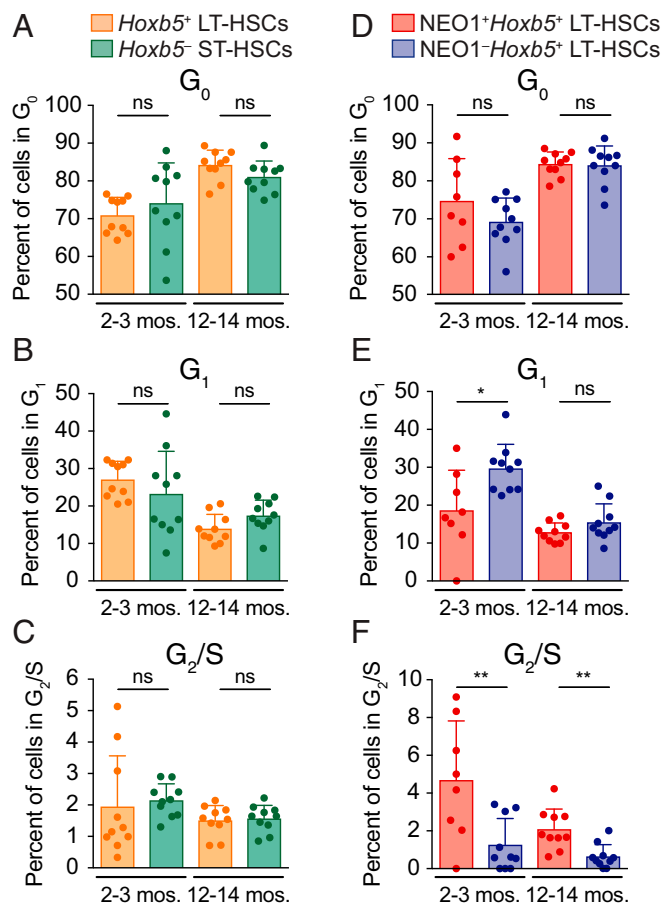 A
Hoxb5⁺ LT-HSCs
Hoxb5⁻ ST-HSCs
G₀
Percent of cells in G₀
100
90
80
70
60
50
ns
ns
2-3 mos.
12-14 mos.
B
G₁
Percent of cells in G₁
50
40
30
20
10
0
ns
ns
2-3 mos.
12-14 mos.
C
G₂/S
Percent of cells in G₂/S
6
5
4
3
2
1
0
ns
ns
2-3 mos.
12-14 mos.
D
NEO1⁺Hoxb5⁺ LT-HSCs
NEO1⁻Hoxb5⁺ LT-HSCs
G₀
Percent of cells in G₀
100
90
80
70
60
50
ns
ns
2-3 mos.
12-14 mos.
E
G₁
Percent of cells in G₁
50
40
30
20
10
0
*
ns
2-3 mos.
12-14 mos.
F
G₂/S
Percent of cells in G₂/S
10
8
6
4
2
0
**
**
2-3 mos.
12-14 mos.